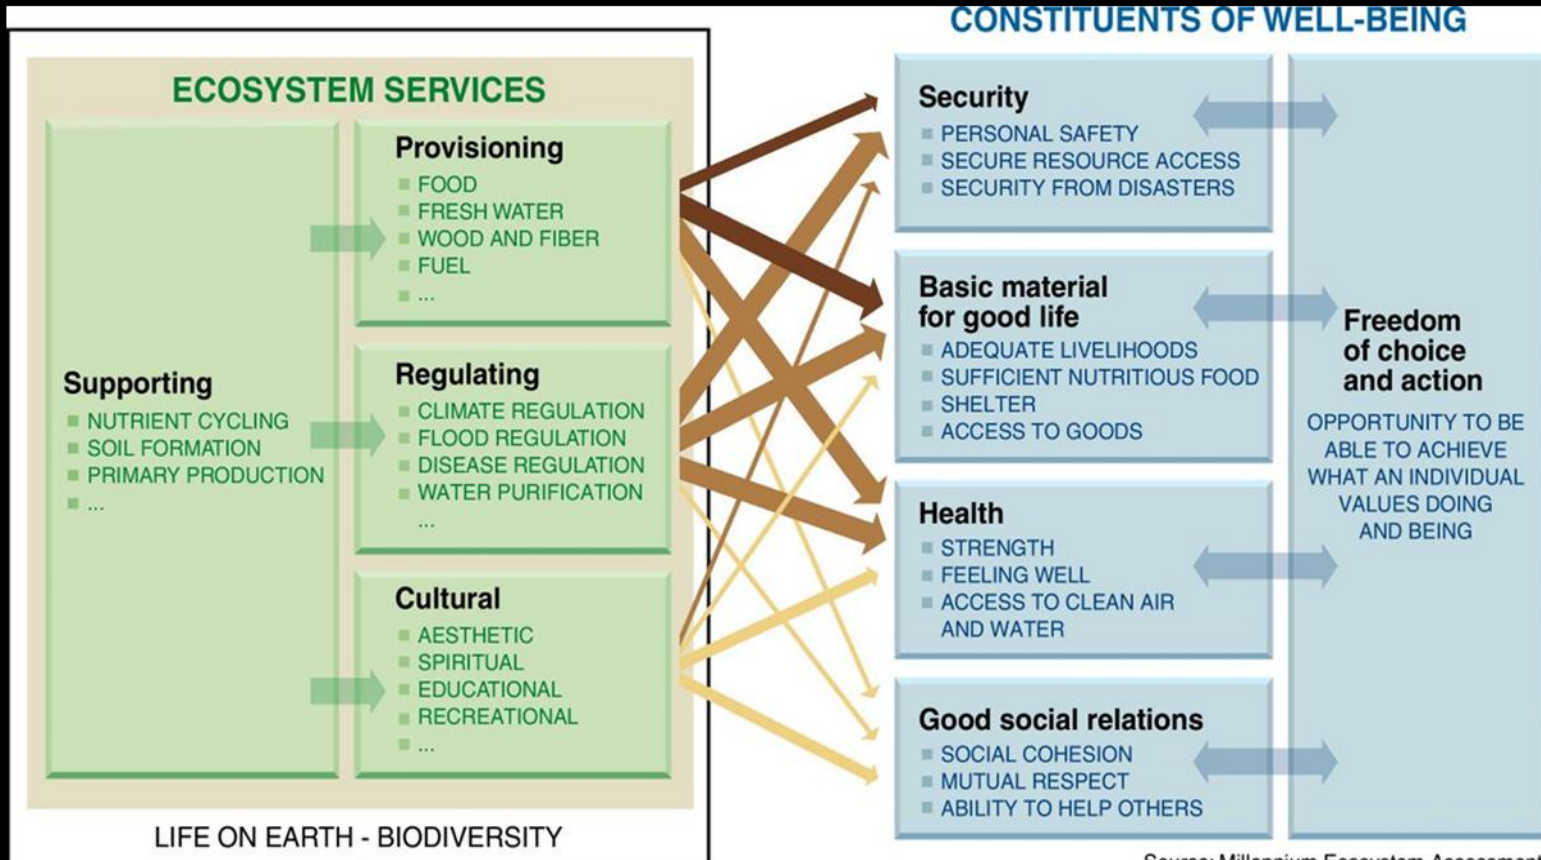 CONSTITUENTS OF WELL-BEING
ECOSYSTEM SERVICES
Supporting
NUTRIENT CYCLING
SOIL FORMATION
PRIMARY PRODUCTION
...
Provisioning
FOOD
FRESH WATER
WOOD AND FIBER
FUEL
...
Regulating
CLIMATE REGULATION
FLOOD REGULATION
DISEASE REGULATION
WATER PURIFICATION
...
Cultural
AESTHETIC
SPIRITUAL
EDUCATIONAL
RECREATIONAL
...
LIFE ON EARTH - BIODIVERSITY
Security
PERSONAL SAFETY
SECURE RESOURCE ACCESS
SECURITY FROM DISASTERS
Basic material
for good life
ADEQUATE LIVELIHOODS
SUFFICIENT NUTRITIOUS FOOD
SHELTER
ACCESS TO GOODS
Health
STRENGTH
FEELING WELL
ACCESS TO CLEAN AIR
AND WATER
Good social relations
SOCIAL COHESION
MUTUAL RESPECT
ABILITY TO HELP OTHERS
Freedom
of choice
and action
OPPORTUNITY TO BE
ABLE TO ACHIEVE
WHAT AN INDIVIDUAL
VALUES DOING
AND BEING
Source: Millennium Ecosystem Assessment